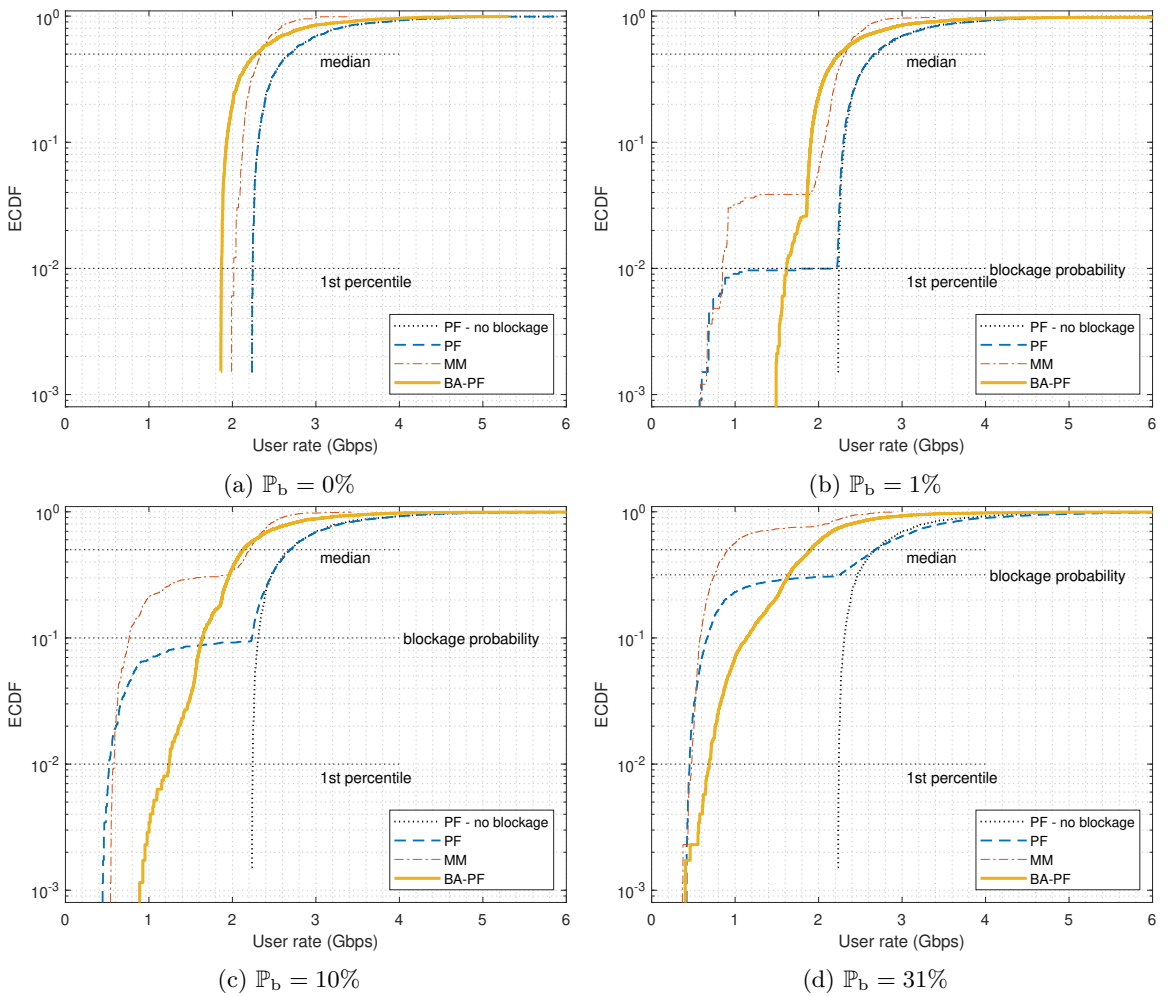 10^0
10^-1
10^-2
10^-3
ECDF
median
1st percentile
PF - no blockage
PF
MM
BA-PF
0 1 2 3 4 5 6
User rate (Gbps)
(a) ℙ_b = 0%
10^0
10^-1
10^-2
10^-3
ECDF
median
1st percentile
blockage probability
PF - no blockage
PF
MM
BA-PF
0 1 2 3 4 5 6
User rate (Gbps)
(b) ℙ_b = 1%
10^0
10^-1
10^-2
10^-3
ECDF
median
blockage probability
1st percentile
PF - no blockage
PF
MM
BA-PF
0 1 2 3 4 5 6
User rate (Gbps)
(c) ℙ_b = 10%
10^0
10^-1
10^-2
10^-3
ECDF
median
blockage probability
1st percentile
PF - no blockage
PF
MM
BA-PF
0 1 2 3 4 5 6
User rate (Gbps)
(d) ℙ_b = 31%